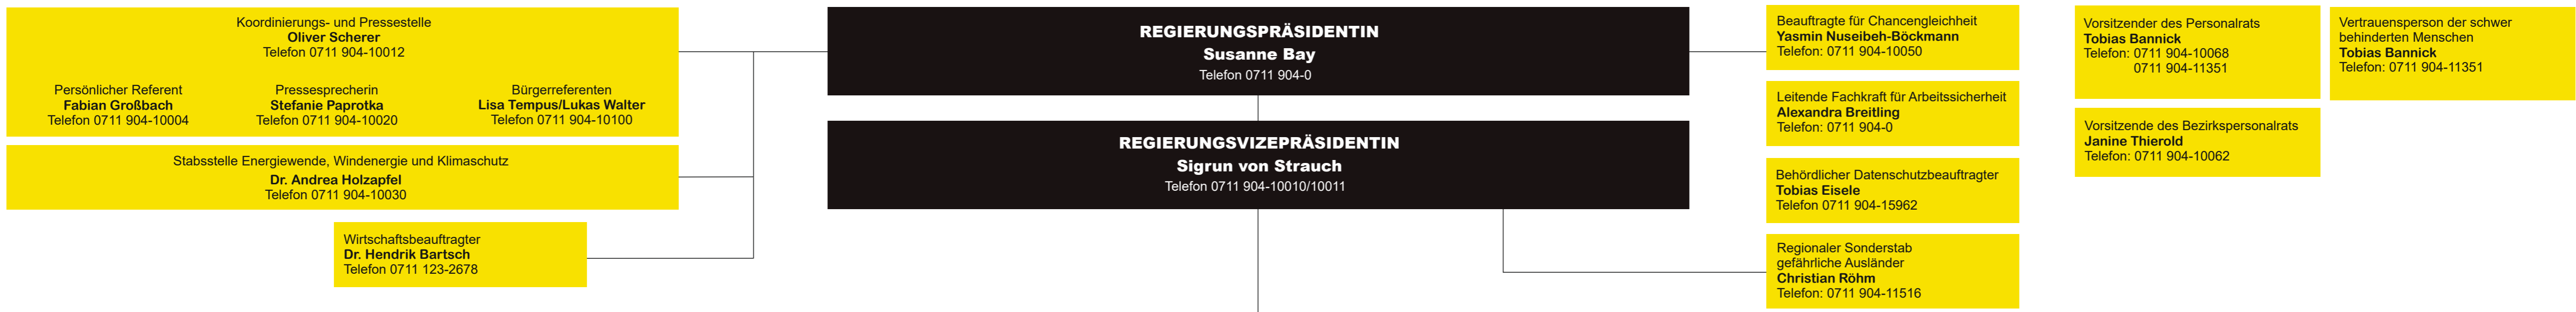 Koordinierungs- und Pressestelle
Oliver Scherer
Telefon 0711 904-10012
Persönlicher Referent
Fabian Großbach
Telefon 0711 904-10004
Pressesprecherin
Stefanie Paprotka
Telefon 0711 904-10020
Bürgerreferenten
Lisa Tempus/Lukas Walter
Telefon 0711 904-10100
Stabsstelle Energiewende, Windenergie und Klimaschutz
Dr. Andrea Holzapfel
Telefon 0711 904-10030
Wirtschaftsbeauftragter
Dr. Hendrik Bartsch
Telefon 0711 123-2678
REGIERUNGSPRÄSIDENTIN
Susanne Bay
Telefon 0711 904-0
REGIERUNGSVIZEPRÄSIDENTIN
Sigrun von Strauch
Telefon 0711 904-10010/10011
Beauftragte für Chancengleichheit
Yasmin Nuseibeh-Böckmann
Telefon: 0711 904-10050
Leitende Fachkraft für Arbeitssicherheit
Alexandra Breitling
Telefon: 0711 904-0
Behördlicher Datenschutzbeauftragter
Tobias Eisele
Telefon 0711 904-15962
Regionaler Sonderstab
gefährliche Ausländer
Christian Röhm
Telefon: 0711 904-11516
Vorsitzender des Personalrats
Tobias Bannick
Telefon: 0711 904-10068
0711 904-11351
Vorsitzende des Bezirkspersonalrats
Janine Thierold
Telefon: 0711 904-10062
Vertrauensperson der schwer
behinderten Menschen
Tobias Bannick
Telefon: 0711 904-11351